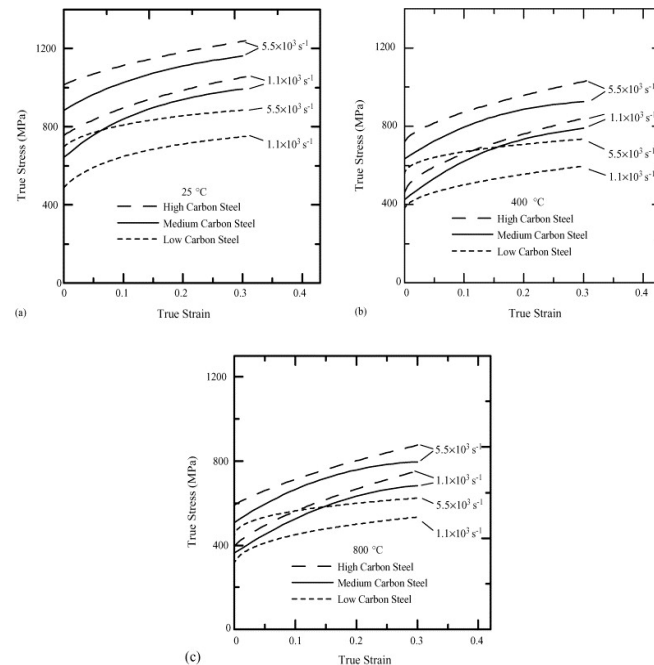 1200
800
400
0
True Stress (MPa)
5.5×10³ s⁻¹
1.1×10³ s⁻¹
5.5×10³ s⁻¹
1.1×10³ s⁻¹
25 °C
High Carbon Steel
Medium Carbon Steel
Low Carbon Steel
0 0.1 0.2 0.3 0.4
True Strain
(a)
1200
800
400
0
True Stress (MPa)
5.5×10³ s⁻¹
1.1×10³ s⁻¹
5.5×10³ s⁻¹
1.1×10³ s⁻¹
400 °C
High Carbon Steel
Medium Carbon Steel
Low Carbon Steel
0 0.1 0.2 0.3 0.4
True Strain
(b)
1200
800
400
0
True Stress (MPa)
5.5×10³ s⁻¹
1.1×10³ s⁻¹
5.5×10³ s⁻¹
1.1×10³ s⁻¹
800 °C
High Carbon Steel
Medium Carbon Steel
Low Carbon Steel
0 0.1 0.2 0.3 0.4
True Strain
(c)